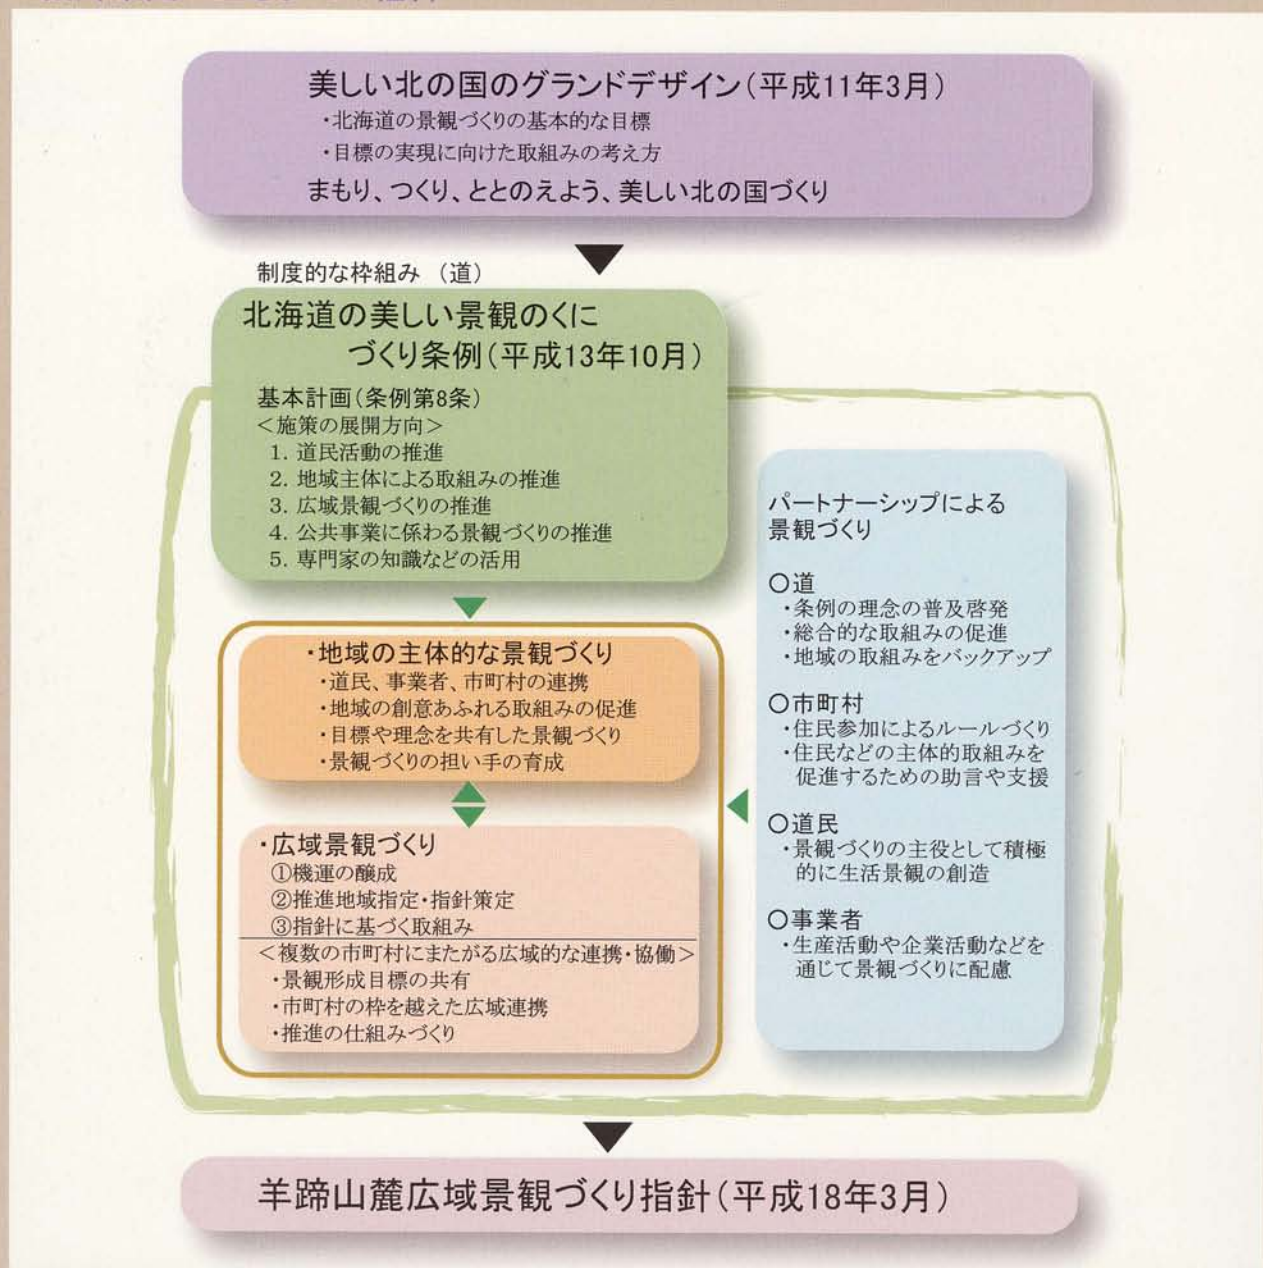 美しい北の国のグランドデザイン(平成11年3月)
・北海道の景観づくりの基本的な目標
・目標の実現に向けた取組みの考え方
まもり、つくり、ととのえよう、美しい北の国づくり
制度的な枠組み (道)
北海道の美しい景観のくに
づくり条例(平成13年10月)
基本計画(条例第8条)
<施策の展開方向>
1. 道民活動の推進
2. 地域主体による取組みの推進
3. 広域景観づくりの推進
4. 公共事業に係わる景観づくりの推進
5. 専門家の知識などの活用
・地域の主体的な景観づくり
・道民、事業者、市町村の連携
・地域の創意あふれる取組みの促進
・目標や理念を共有した景観づくり
・景観づくりの担い手の育成
・広域景観づくり
①機運の醸成
②推進地域指定・指針策定
③指針に基づく取組み
<複数の市町村にまたがる広域的な連携・協働>
・景観形成目標の共有
・市町村の枠を越えた広域連携
・推進の仕組みづくり
パートナーシップによる
景観づくり
○道
・条例の理念の普及啓発
・総合的な取組みの促進
・地域の取組みをバックアップ
○市町村
・住民参加によるルールづくり
・住民などの主体的取組みを
促進するための助言や支援
○道民
・景観づくりの主役として積極
的に生活景観の創造
○事業者
・生産活動や企業活動などを
通じて景観づくりに配慮
羊蹄山麓広域景観づくり指針(平成18年3月)